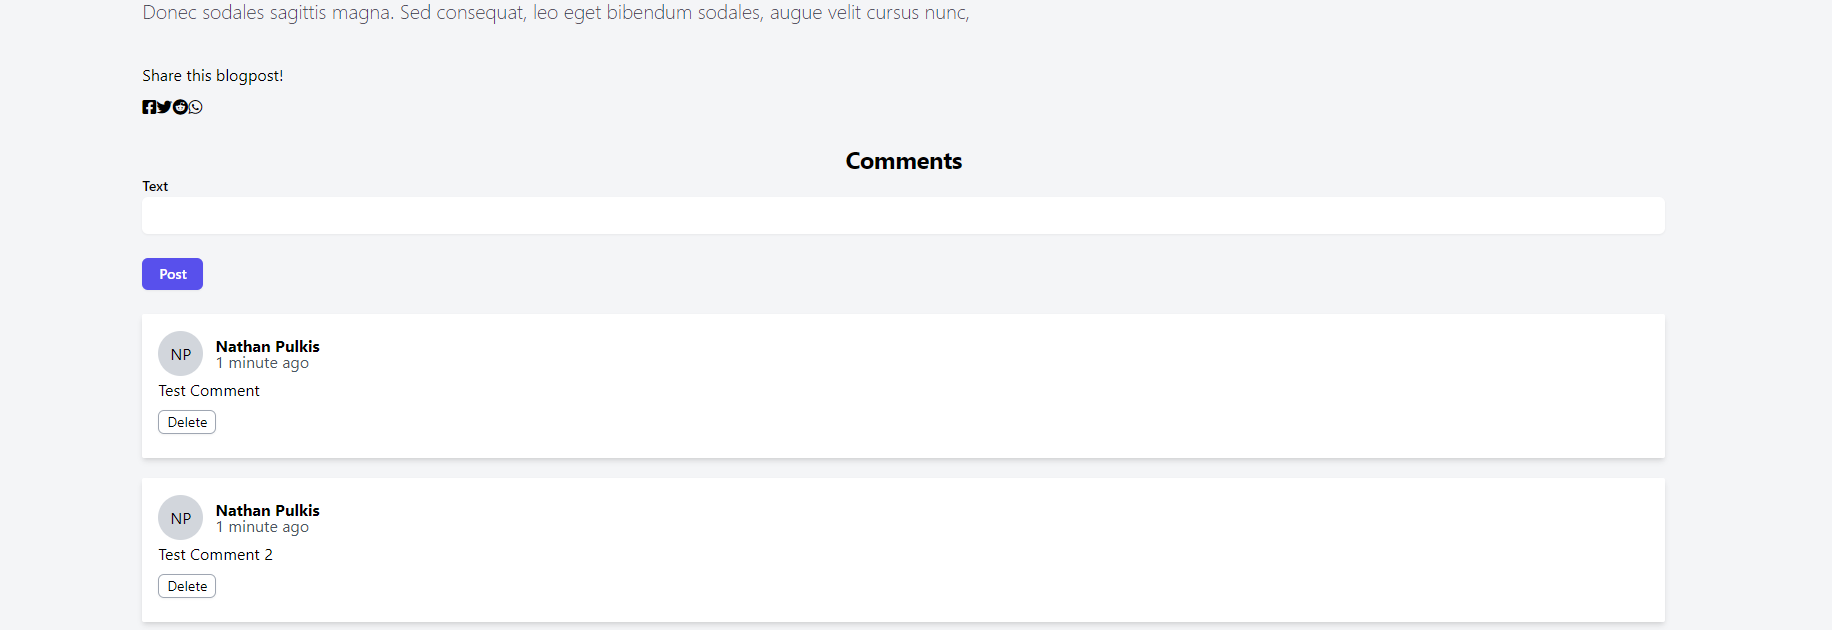 Donec sodales sagittis magna. Sed consequat, leo eget bibendum sodales, augue velit cursus nunc,
Share this blogpost!
Comments
Text
Post
NP
Nathan Pulkis
1 minute ago
Test Comment
Delete
NP
Nathan Pulkis
1 minute ago
Test Comment 2
Delete